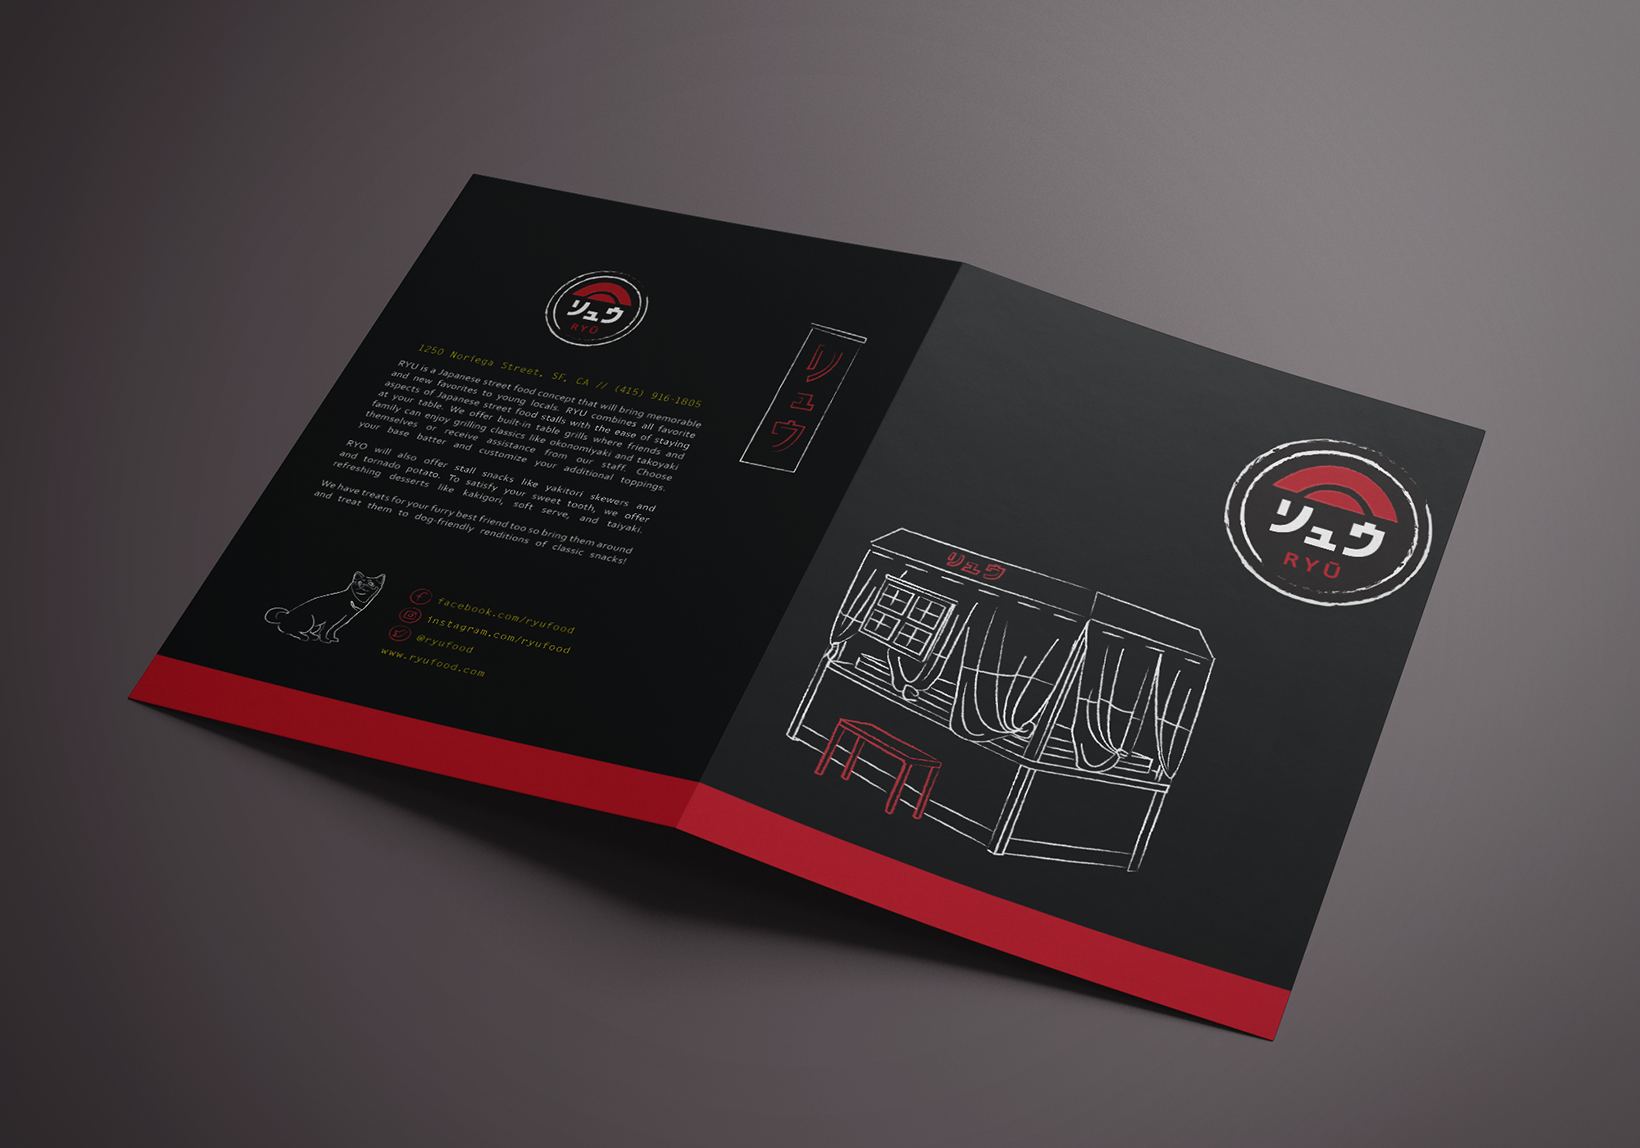 リュウ
RYŪ
1250 Noriega Street, SF, CA // (415) 916-1805
RYU is a Japanese street food concept that will bring memorable
and new favorites to young locals. RYU combines all favorite
aspects of Japanese street food stalls with the ease of staying
at your table. We offer built-in table grills where friends and
family can enjoy grilling classics like okonomiyaki and takoyaki
themselves or receive assistance from our staff. Choose
your base batter and customize your additional toppings.
RYO will also offer stall snacks like yakitori skewers and
and tornado potato. To satisfy your sweet tooth, we offer
refreshing desserts like kakigori, soft serve, and taiyaki.
We have treats for your furry best friend too so bring them around
and treat them to dog-friendly renditions of classic snacks!
facebook.com/ryufood
instagram.com/ryufood
@ryufood
www.ryufood.com
リュウ
リュウ
リュウ
RYŪ